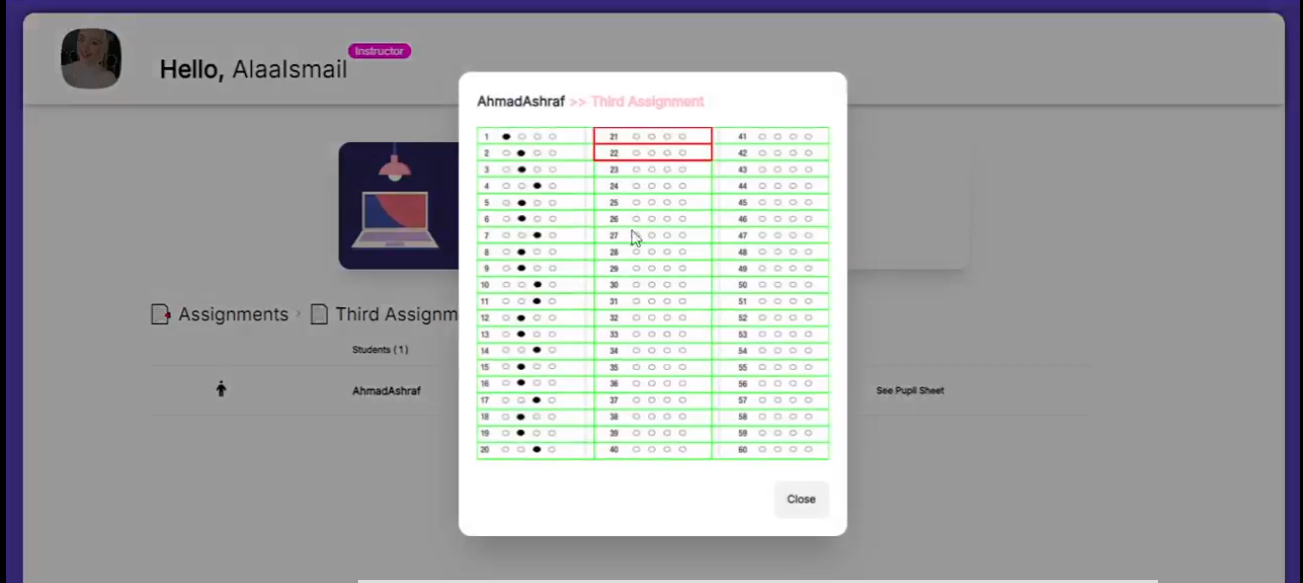 Instructor
Hello, AlaaIsmail
AhmadAshraf >> Third Assignment
1 21 41
2 22 42
3 23 43
4 24 44
5 25 45
6 26 46
7 27 47
8 28 48
9 29 49
10 30 50
11 31 51
12 32 52
13 33 53
14 34 54
15 35 55
16 36 56
17 37 57
18 38 58
19 39 59
20 40 60
Close
Assignments › Third Assignm
Students ( 1 )
AhmadAshraf See Pupil Sheet